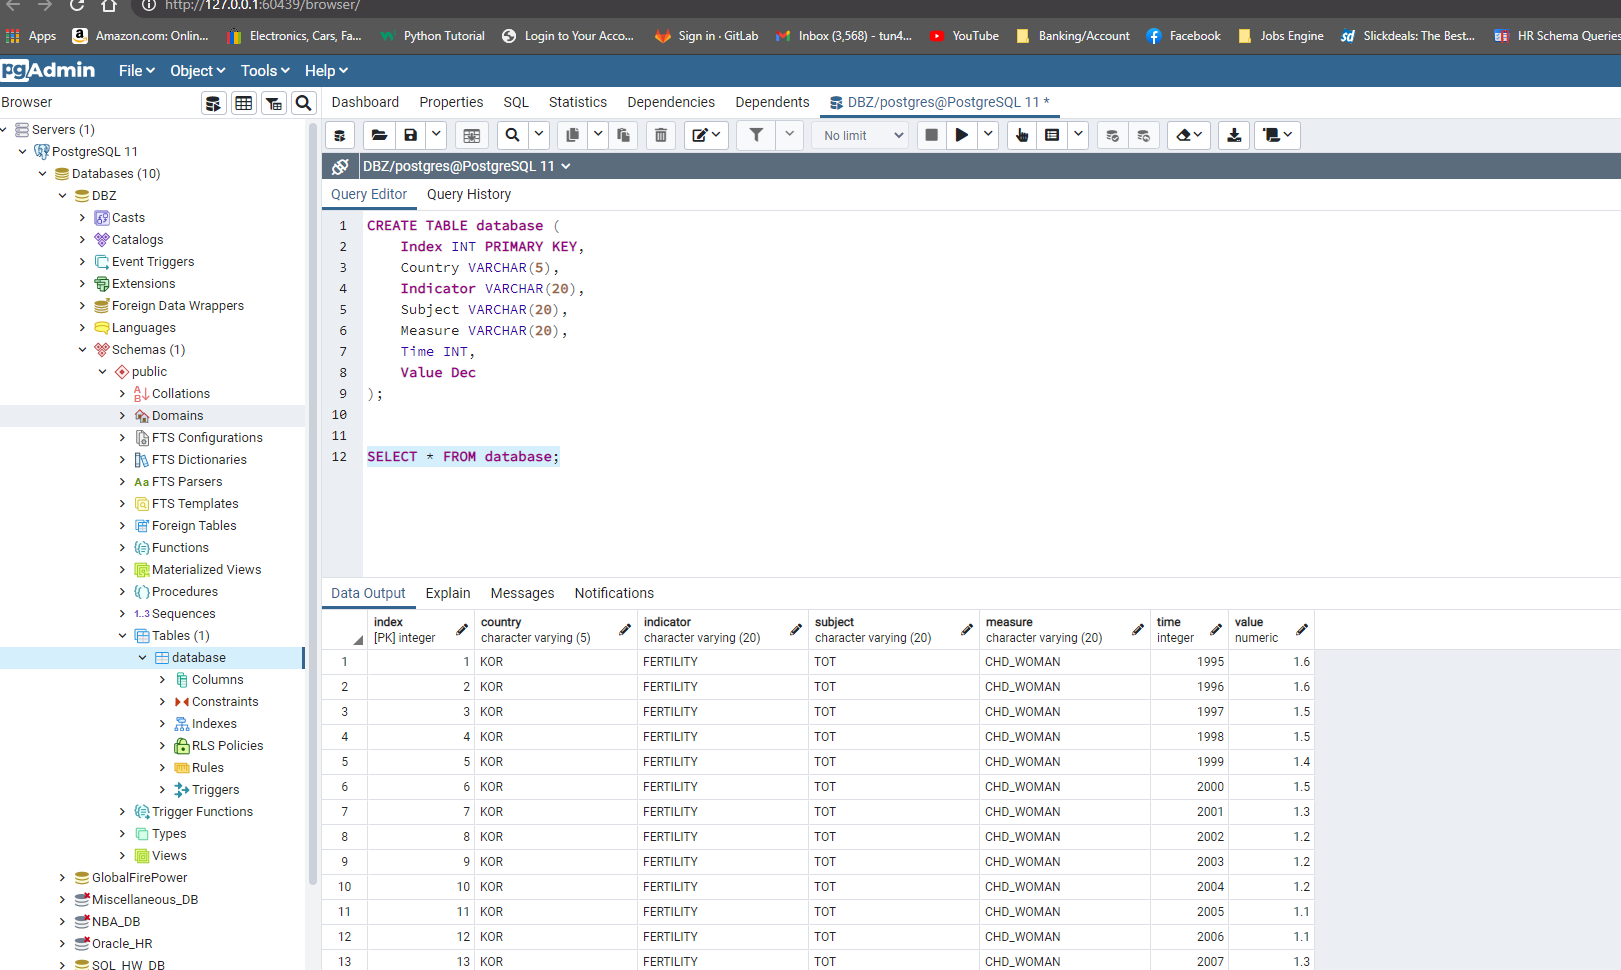 http://127.0.0.1:60439/browser/
Apps Amazon.com: Onlin... Electronics, Cars, Fa... Python Tutorial Login to Your Acco... Sign in · GitLab Inbox (3,568) - tun4... YouTube Banking/Account Facebook Jobs Engine Slickdeals: The Best... HR Schema Queries
pgAdmin File Object Tools Help
Browser
Dashboard Properties SQL Statistics Dependencies Dependents DBZ/postgres@PostgreSQL 11 *
No limit
DBZ/postgres@PostgreSQL 11
Query Editor Query History
Servers (1)
PostgreSQL 11
Databases (10)
DBZ
Casts
Catalogs
Event Triggers
Extensions
Foreign Data Wrappers
Languages
Schemas (1)
public
Collations
Domains
FTS Configurations
FTS Dictionaries
Aa FTS Parsers
FTS Templates
Foreign Tables
Functions
Materialized Views
Procedures
1..3 Sequences
Tables (1)
database
Columns
Constraints
Indexes
RLS Policies
Rules
Triggers
Trigger Functions
Types
Views
GlobalFirePower
Miscellaneous_DB
NBA_DB
Oracle_HR
SQL_HW_DB
1 CREATE TABLE database (
2 Index INT PRIMARY KEY,
3 Country VARCHAR(5),
4 Indicator VARCHAR(20),
5 Subject VARCHAR(20),
6 Measure VARCHAR(20),
7 Time INT,
8 Value Dec
9 );
10
11
12 SELECT * FROM database;
Data Output Explain Messages Notifications
index country indicator subject measure time value
[PK] integer character varying (5) character varying (20) character varying (20) character varying (20) integer numeric
1 1 KOR FERTILITY TOT CHD_WOMAN 1995 1.6
2 2 KOR FERTILITY TOT CHD_WOMAN 1996 1.6
3 3 KOR FERTILITY TOT CHD_WOMAN 1997 1.5
4 4 KOR FERTILITY TOT CHD_WOMAN 1998 1.5
5 5 KOR FERTILITY TOT CHD_WOMAN 1999 1.4
6 6 KOR FERTILITY TOT CHD_WOMAN 2000 1.5
7 7 KOR FERTILITY TOT CHD_WOMAN 2001 1.3
8 8 KOR FERTILITY TOT CHD_WOMAN 2002 1.2
9 9 KOR FERTILITY TOT CHD_WOMAN 2003 1.2
10 10 KOR FERTILITY TOT CHD_WOMAN 2004 1.2
11 11 KOR FERTILITY TOT CHD_WOMAN 2005 1.1
12 12 KOR FERTILITY TOT CHD_WOMAN 2006 1.1
13 13 KOR FERTILITY TOT CHD_WOMAN 2007 1.3